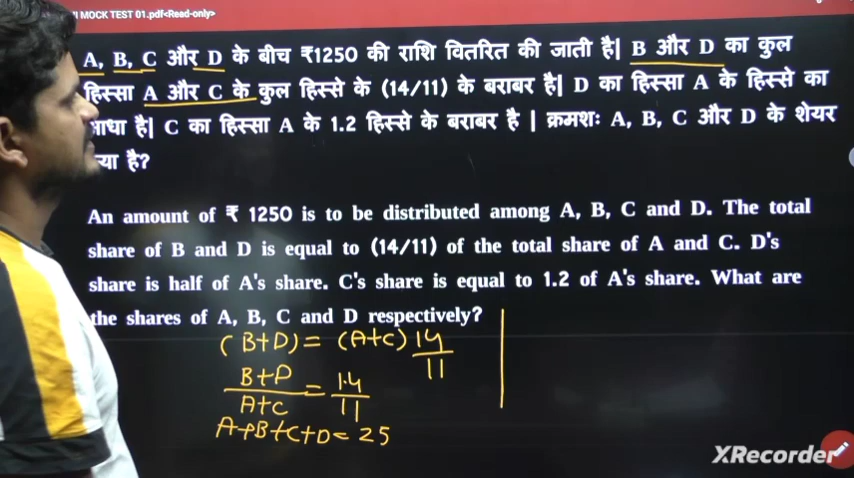 I MOCK TEST 01.pdf<Read-only>
A, B, C और D के बीच ₹1250 की राशि वितरित की जाती है| B और D का कुल
हिस्सा A और C के कुल हिस्से के (14/11) के बराबर है| D का हिस्सा A के हिस्से का
है| C का हिस्सा A के 1.2 हिस्से के बराबर है | क्रमशः A, B, C और D के शेयर
है?
An amount of ₹ 1250 is to be distributed among A, B, C and D. The total
share of B and D is equal to (14/11) of the total share of A and C. D's
share is half of A's share. C's share is equal to 1.2 of A's share. What are
the shares of A, B, C and D respectively?
(B+D) = (A+C) 14/11
B+D/A+C = 14/11
A+B+C+D = 25
XRecorder